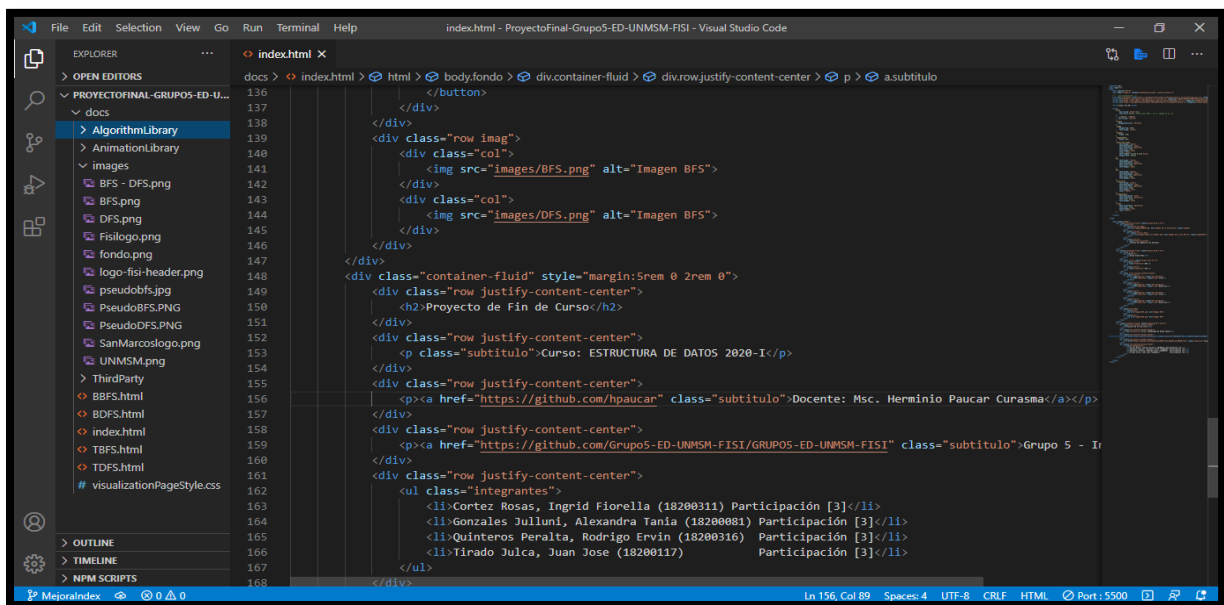 File Edit Selection View Go Run Terminal Help index.html - ProyectoFinal-Grupo5-ED-UNMSM-FISI - Visual Studio Code
EXPLORER ...
> OPEN EDITORS
PROYECTOFINAL-GRUPO5-ED-U...
docs
> AlgorithmLibrary
> AnimationLibrary
images
BFS - DFS.png
BFS.png
DFS.png
Fisilogo.png
fondo.png
logo-fisi-header.png
pseudobfs.jpg
PseudoBFS.PNG
PseudoDFS.PNG
SanMarcoslogo.png
UNMSM.png
> ThirdParty
<> BBFS.html
<> BDFS.html
<> index.html
<> TBFS.html
<> TDFS.html
# visualizationPageStyle.css
> OUTLINE
> TIMELINE
> NPM SCRIPTS
<> index.html ×
docs > <> index.html > html > body.fondo > div.container-fluid > div.row.justify-content-center > p > a.subtitulo
136 </button>
137 </div>
138 </div>
139 <div class="row imag">
140 <div class="col">
141 <img src="images/BFS.png" alt="Imagen BFS">
142 </div>
143 <div class="col">
144 <img src="images/DFS.png" alt="Imagen BFS">
145 </div>
146 </div>
147 </div>
148 <div class="container-fluid" style="margin:5rem 0 2rem 0">
149 <div class="row justify-content-center">
150 <h2>Proyecto de Fin de Curso</h2>
151 </div>
152 <div class="row justify-content-center">
153 <p class="subtitulo">Curso: ESTRUCTURA DE DATOS 2020-I</p>
154 </div>
155 <div class="row justify-content-center">
156 <p><a href="https://github.com/hpaucar" class="subtitulo">Docente: Msc. Herminio Paucar Curasma</a></p>
157 </div>
158 <div class="row justify-content-center">
159 <p><a href="https://github.com/Grupo5-ED-UNMSM-FISI/GRUPO5-ED-UNMSM-FISI" class="subtitulo">Grupo 5 - In
160 </div>
161 <div class="row justify-content-center">
162 <ul class="integrantes">
163 <li>Cortez Rosas, Ingrid Fiorella (18200311) Participación [3]</li>
164 <li>Gonzales Julluni, Alexandra Tania (18200081) Participación [3]</li>
165 <li>Quinteros Peralta, Rodrigo Ervin (18200316) Participación [3]</li>
166 <li>Tirado Julca, Juan Jose (18200117) Participación [3]</li>
167 </ul>
168 </div>
MejoraIndex 0 0 Ln 156, Col 89 Spaces: 4 UTF-8 CRLF HTML Port : 5500